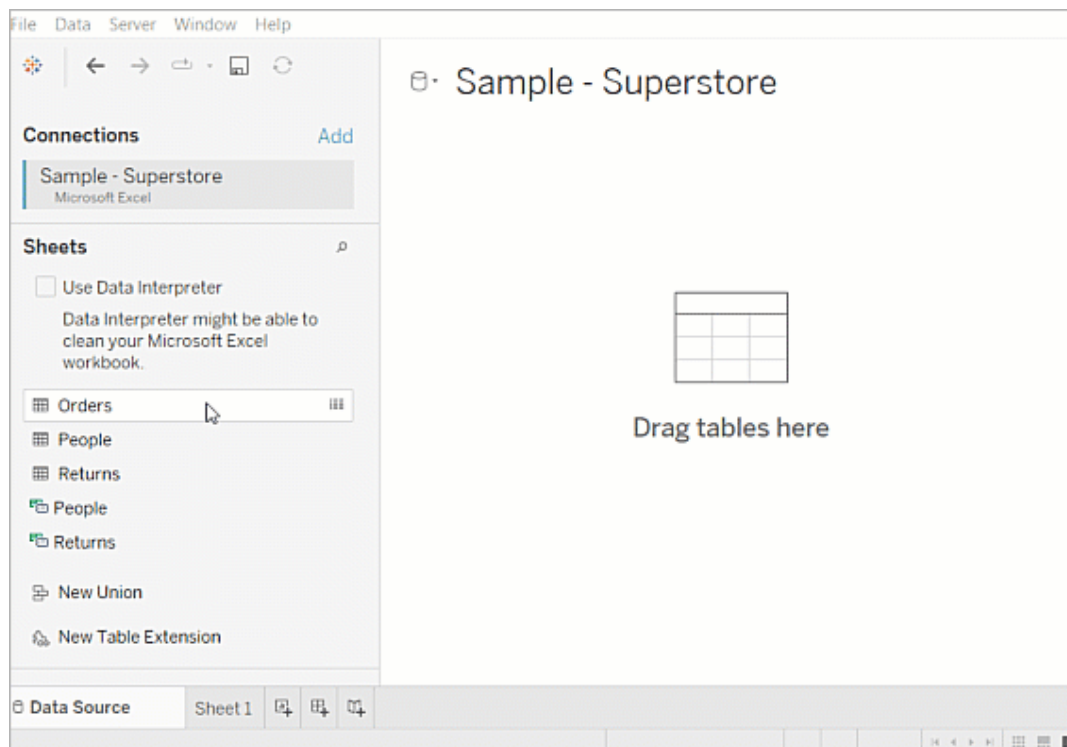 File Data Server Window Help
Sample - Superstore
Connections Add
Sample - Superstore
Microsoft Excel
Sheets
Use Data Interpreter
Data Interpreter might be able to
clean your Microsoft Excel
workbook.
Orders
People
Returns
People
Returns
New Union
New Table Extension
Drag tables here
Data Source Sheet 1